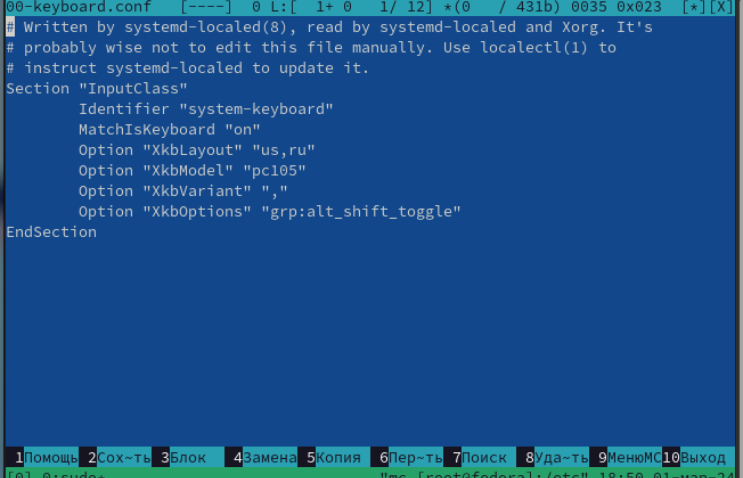 00-keyboard.conf   [----]  0 L:[  1+ 0   1/ 12] *(0   / 431b) 0035 0x023  [*][X]
# Written by systemd-localed(8), read by systemd-localed and Xorg. It's
# probably wise not to edit this file manually. Use localectl(1) to
# instruct systemd-localed to update it.
Section "InputClass"
        Identifier "system-keyboard"
        MatchIsKeyboard "on"
        Option "XkbLayout" "us,ru"
        Option "XkbModel" "pc105"
        Option "XkbVariant" ","
        Option "XkbOptions" "grp:alt_shift_toggle"
EndSection
1Помощь 2Сох~ть 3Блок 4Замена 5Копия 6Пер~ть 7Поиск 8Уда~ть 9МенюМС 10Выход
[0] 0:sudo* "mc [root@fedora]:/etc" 18:50 01-мар-24